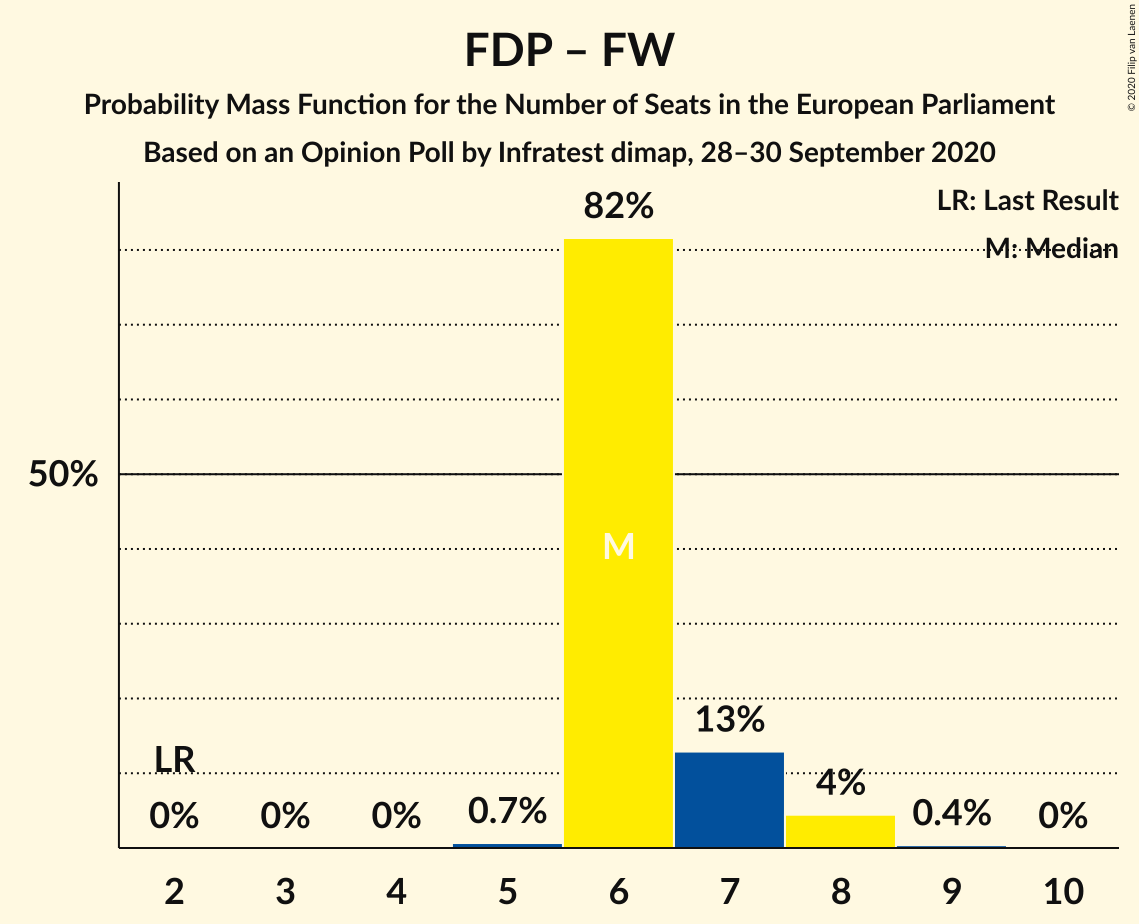 FDP – FW
Probability Mass Function for the Number of Seats in the European Parliament
Based on an Opinion Poll by Infratest dimap, 28–30 September 2020
© 2020 Filip van Laenen
LR: Last Result
M: Median
82%
50%
M
13%
LR
4%
0%
0%
0%
0.7%
0.4%
0%
2 3 4 5 6 7 8 9 10